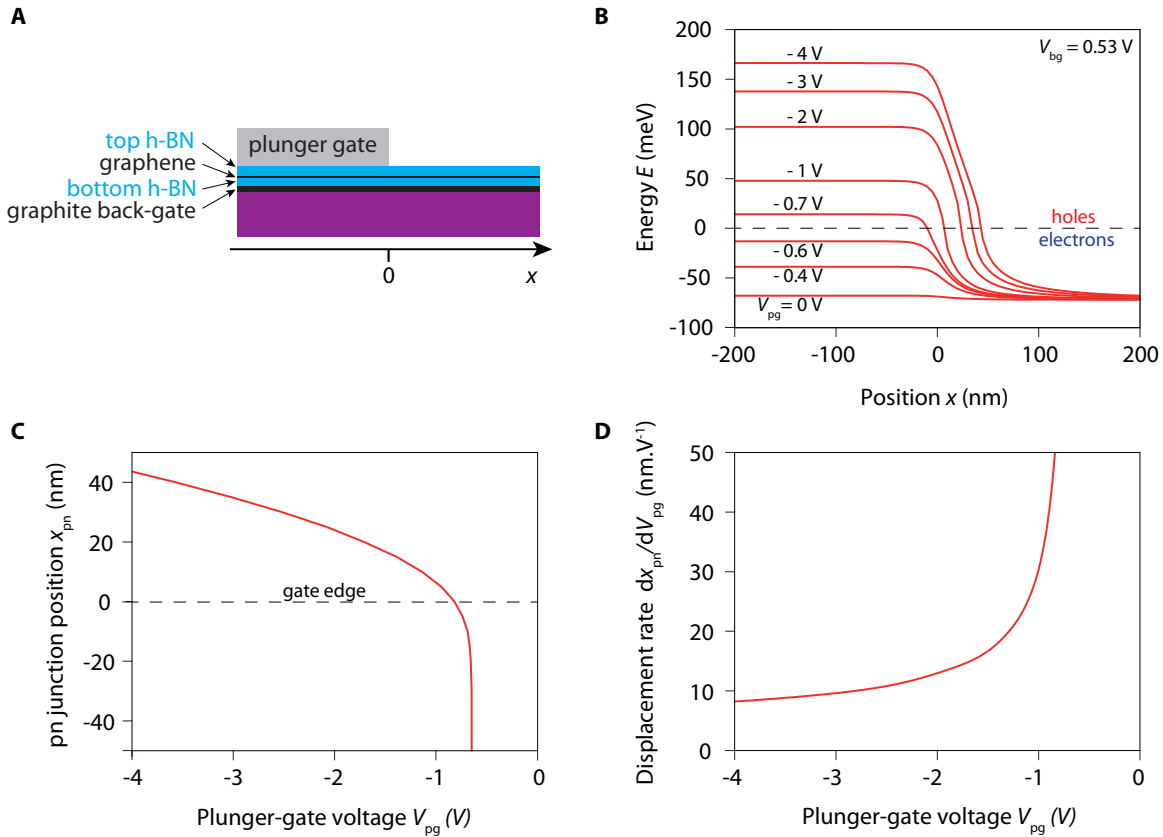 A
top h-BN
graphene
bottom h-BN
graphite back-gate
plunger gate
0
x
B
Energy E (meV)
200
150
100
50
0
-50
-100
V_bg = 0.53 V
- 4 V
- 3 V
- 2 V
- 1 V
- 0.7 V
- 0.6 V
- 0.4 V
V_pg = 0 V
holes
electrons
-200
-100
0
100
200
Position x (nm)
C
pn junction position x_pn (nm)
40
20
0
-20
-40
gate edge
-4
-3
-2
-1
0
Plunger-gate voltage V_pg (V)
D
Displacement rate dx_pn/dV_pg (nm.V⁻¹)
50
40
30
20
10
0
-4
-3
-2
-1
0
Plunger-gate voltage V_pg (V)